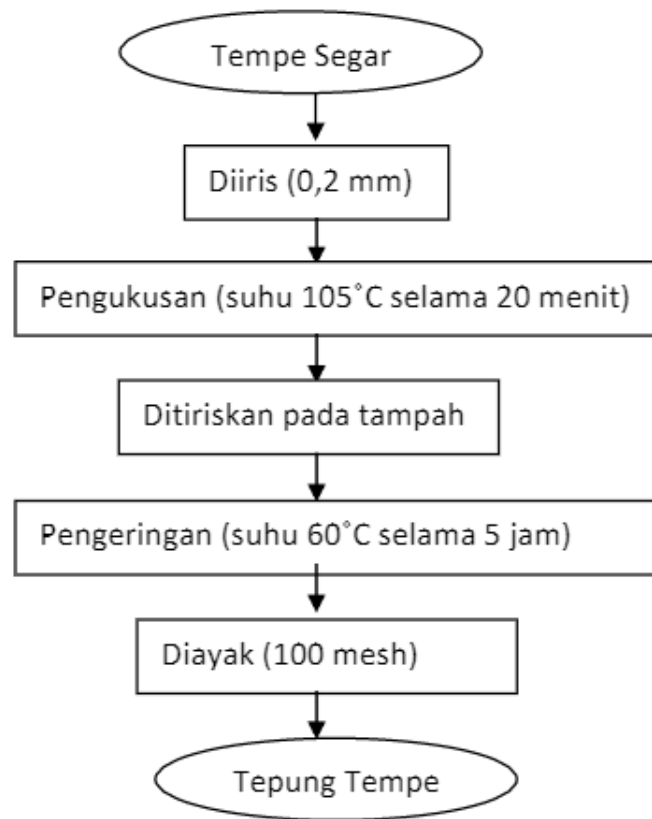 Tempe Segar
Diiris (0,2 mm)
Pengukusan (suhu 105˚C selama 20 menit)
Ditiriskan pada tampah
Pengeringan (suhu 60˚C selama 5 jam)
Diayak (100 mesh)
Tepung Tempe